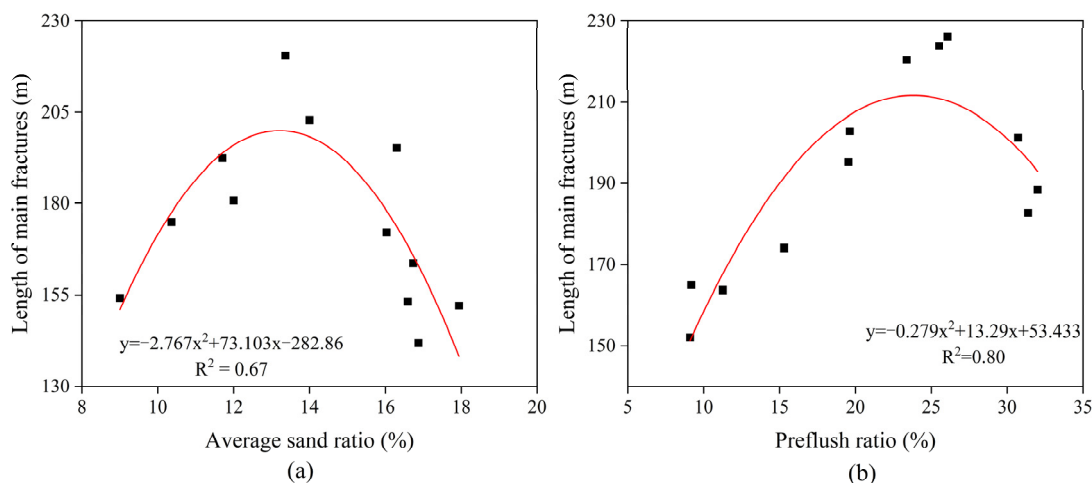 230
205
180
155
130
Length of main fractures (m)
y=−2.767x²+73.103x−282.86
R² = 0.67
8 10 12 14 16 18 20
Average sand ratio (%)
(a)
230
210
190
170
150
Length of main fractures (m)
y=−0.279x²+13.29x+53.433
R²=0.80
5 10 15 20 25 30 35
Preflush ratio (%)
(b)